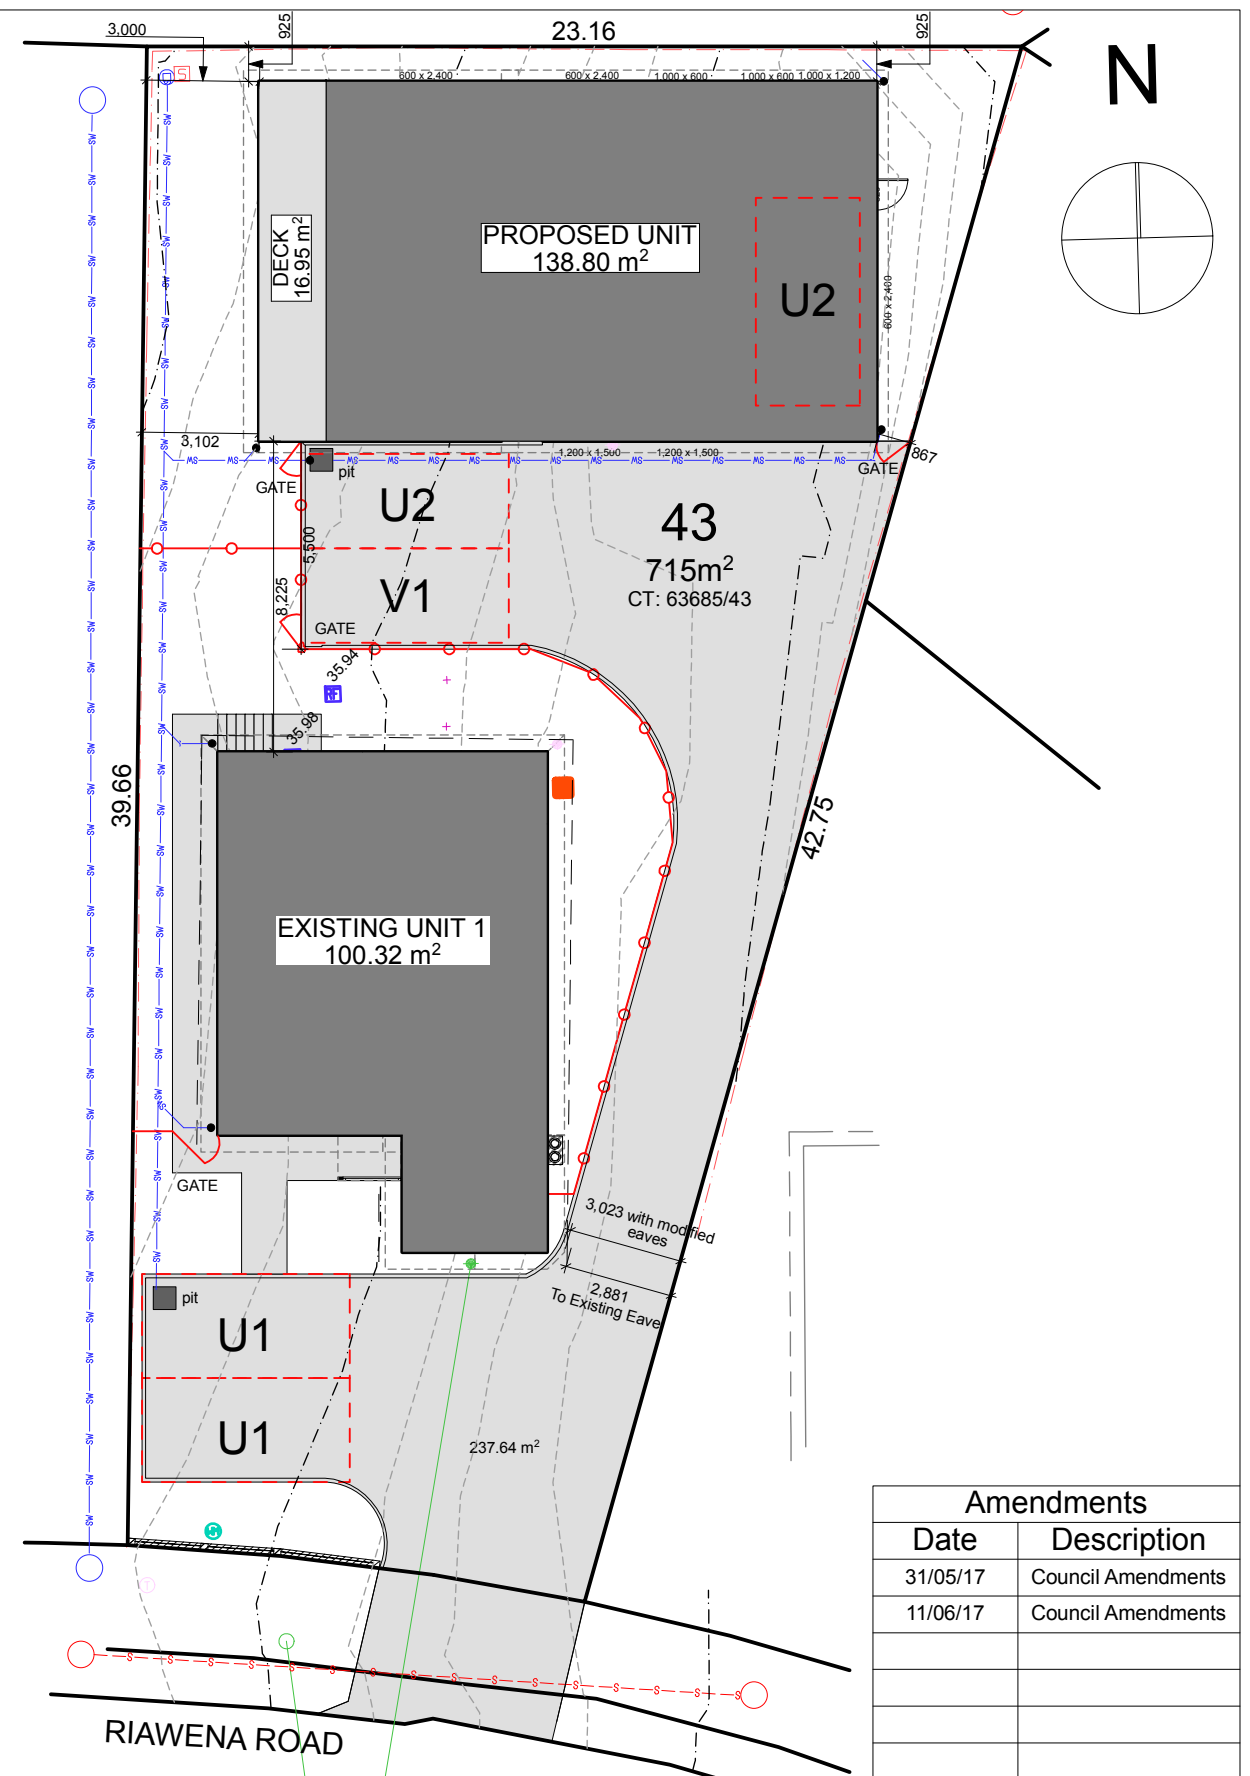 3,000
925
23.16
925
N
600 x 2,400
600 x 2,400
1,000 x 600
1,000 x 600
1,000 x 1,200
S
DECK
16.95 m²
PROPOSED UNIT
138.80 m²
U2
600 x 2,400
3,102
1,200 x 1,500
1,200 x 1,500
867
GATE
GATE
pit
U2
43
715m²
CT: 63685/43
5,500
8,225
V1
GATE
35.94
35.98
39.66
42.75
EXISTING UNIT 1
100.32 m²
GATE
3,023 with modified
eaves
2,881
To Existing Eave
pit
U1
U1
237.64 m²
SW
S
RIAWENA ROAD
Amendments
Date Description
31/05/17 Council Amendments
11/06/17 Council Amendments